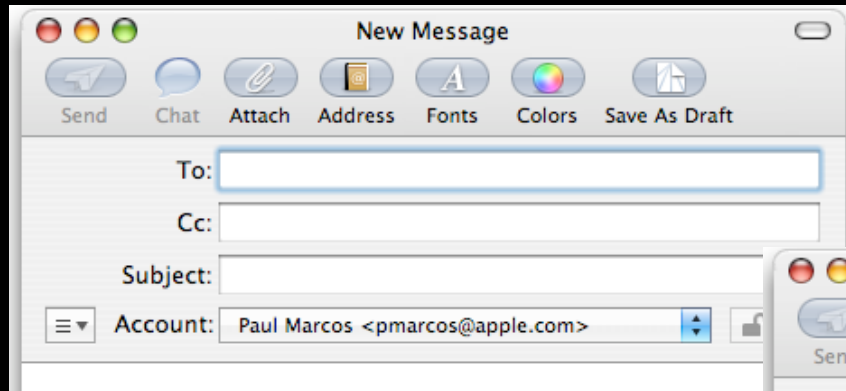 New Message
Send Chat Attach Address Fonts Colors Save As Draft
To:
Cc:
Subject:
Account: Paul Marcos <pmarcos@apple.com>
Sen